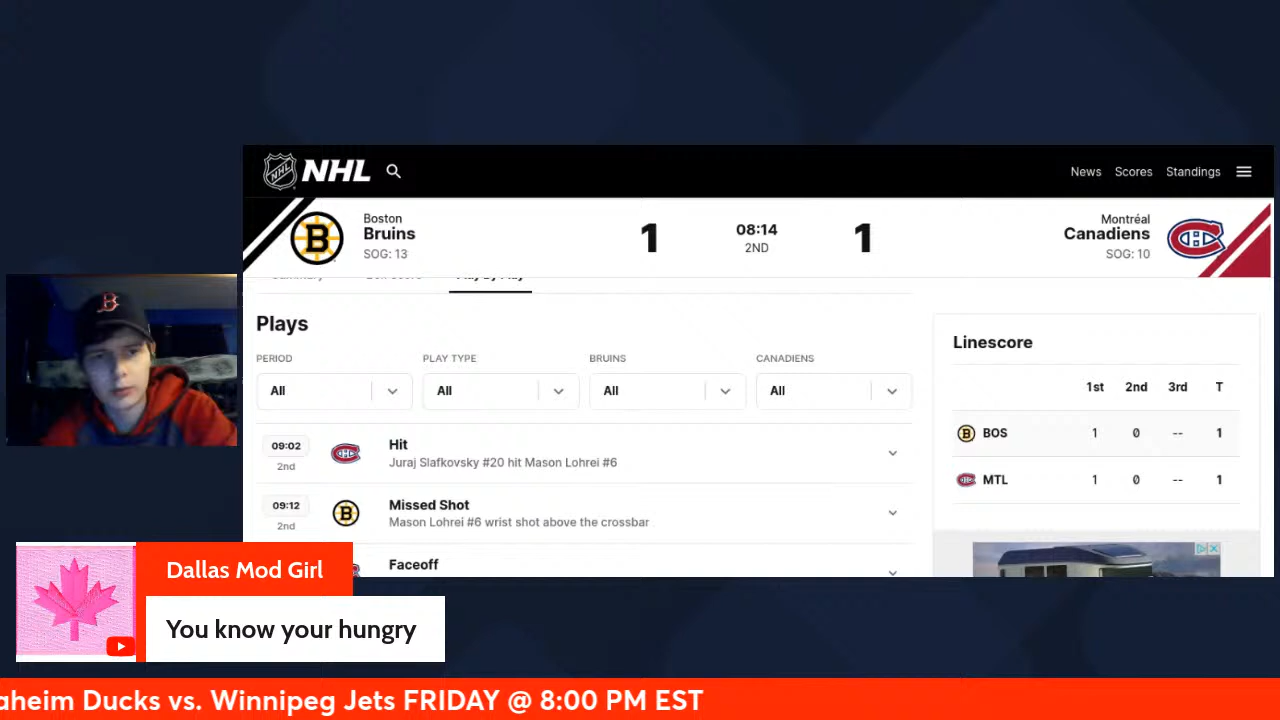 NHL
News Scores Standings
Boston
Bruins
SOG: 13
1
08:14
2ND
1
Montréal
Canadiens
SOG: 10
Plays
PERIOD PLAY TYPE BRUINS CANADIENS
All All All All
09:02
2nd
Hit
Juraj Slafkovsky #20 hit Mason Lohrei #6
09:12
2nd
Missed Shot
Mason Lohrei #6 wrist shot above the crossbar
Faceoff
Linescore
1st 2nd 3rd T
BOS 1 0 -- 1
MTL 1 0 -- 1
Dallas Mod Girl
You know your hungry
aheim Ducks vs. Winnipeg Jets FRIDAY @ 8:00 PM EST